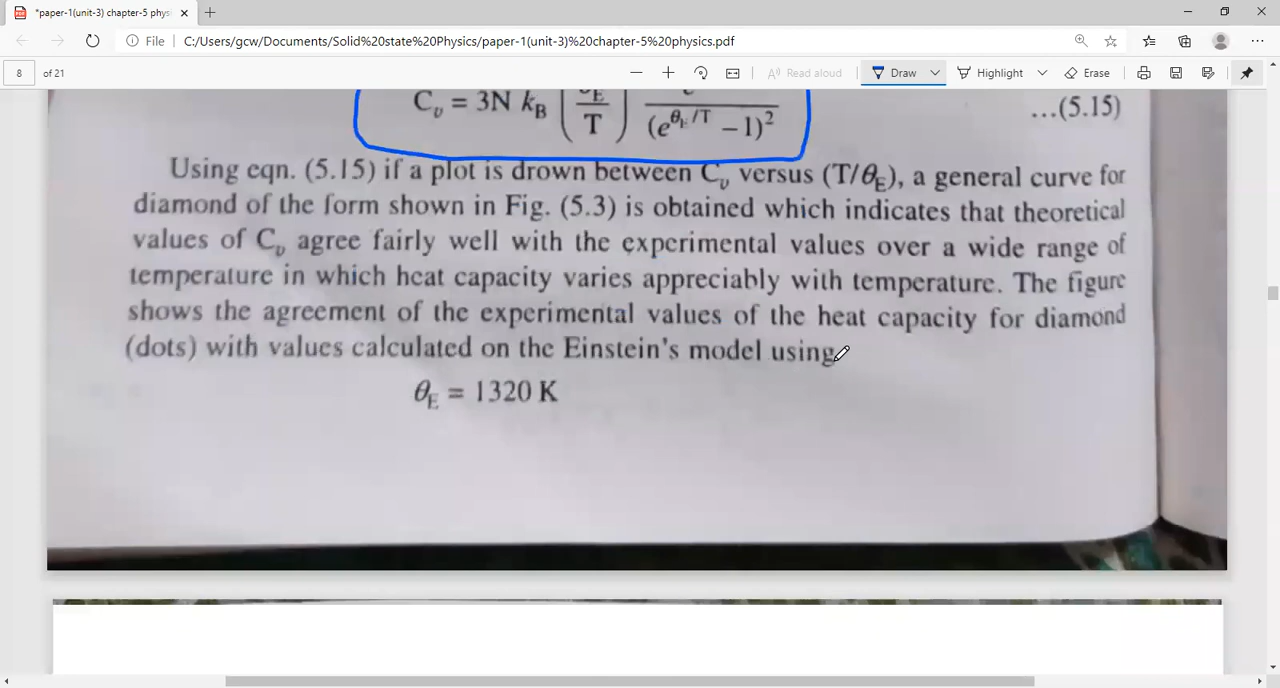 *paper-1(unit-3) chapter-5 phys
File
C:/Users/gcw/Documents/Solid%20state%20Physics/paper-1(unit-3)%20chapter-5%20physics.pdf
8 of 21
Read aloud
Draw
Highlight
Erase
C_v = 3N k_B (θ_E/T) / (e^{θ_E/T} – 1)^2 ...(5.15)
Using eqn. (5.15) if a plot is drown between C_v versus (T/θ_E), a general curve for
diamond of the form shown in Fig. (5.3) is obtained which indicates that theoretical
values of C_v agree fairly well with the experimental values over a wide range of
temperature in which heat capacity varies appreciably with temperature. The figure
shows the agreement of the experimental values of the heat capacity for diamond
(dots) with values calculated on the Einstein's model using
θ_E = 1320 K